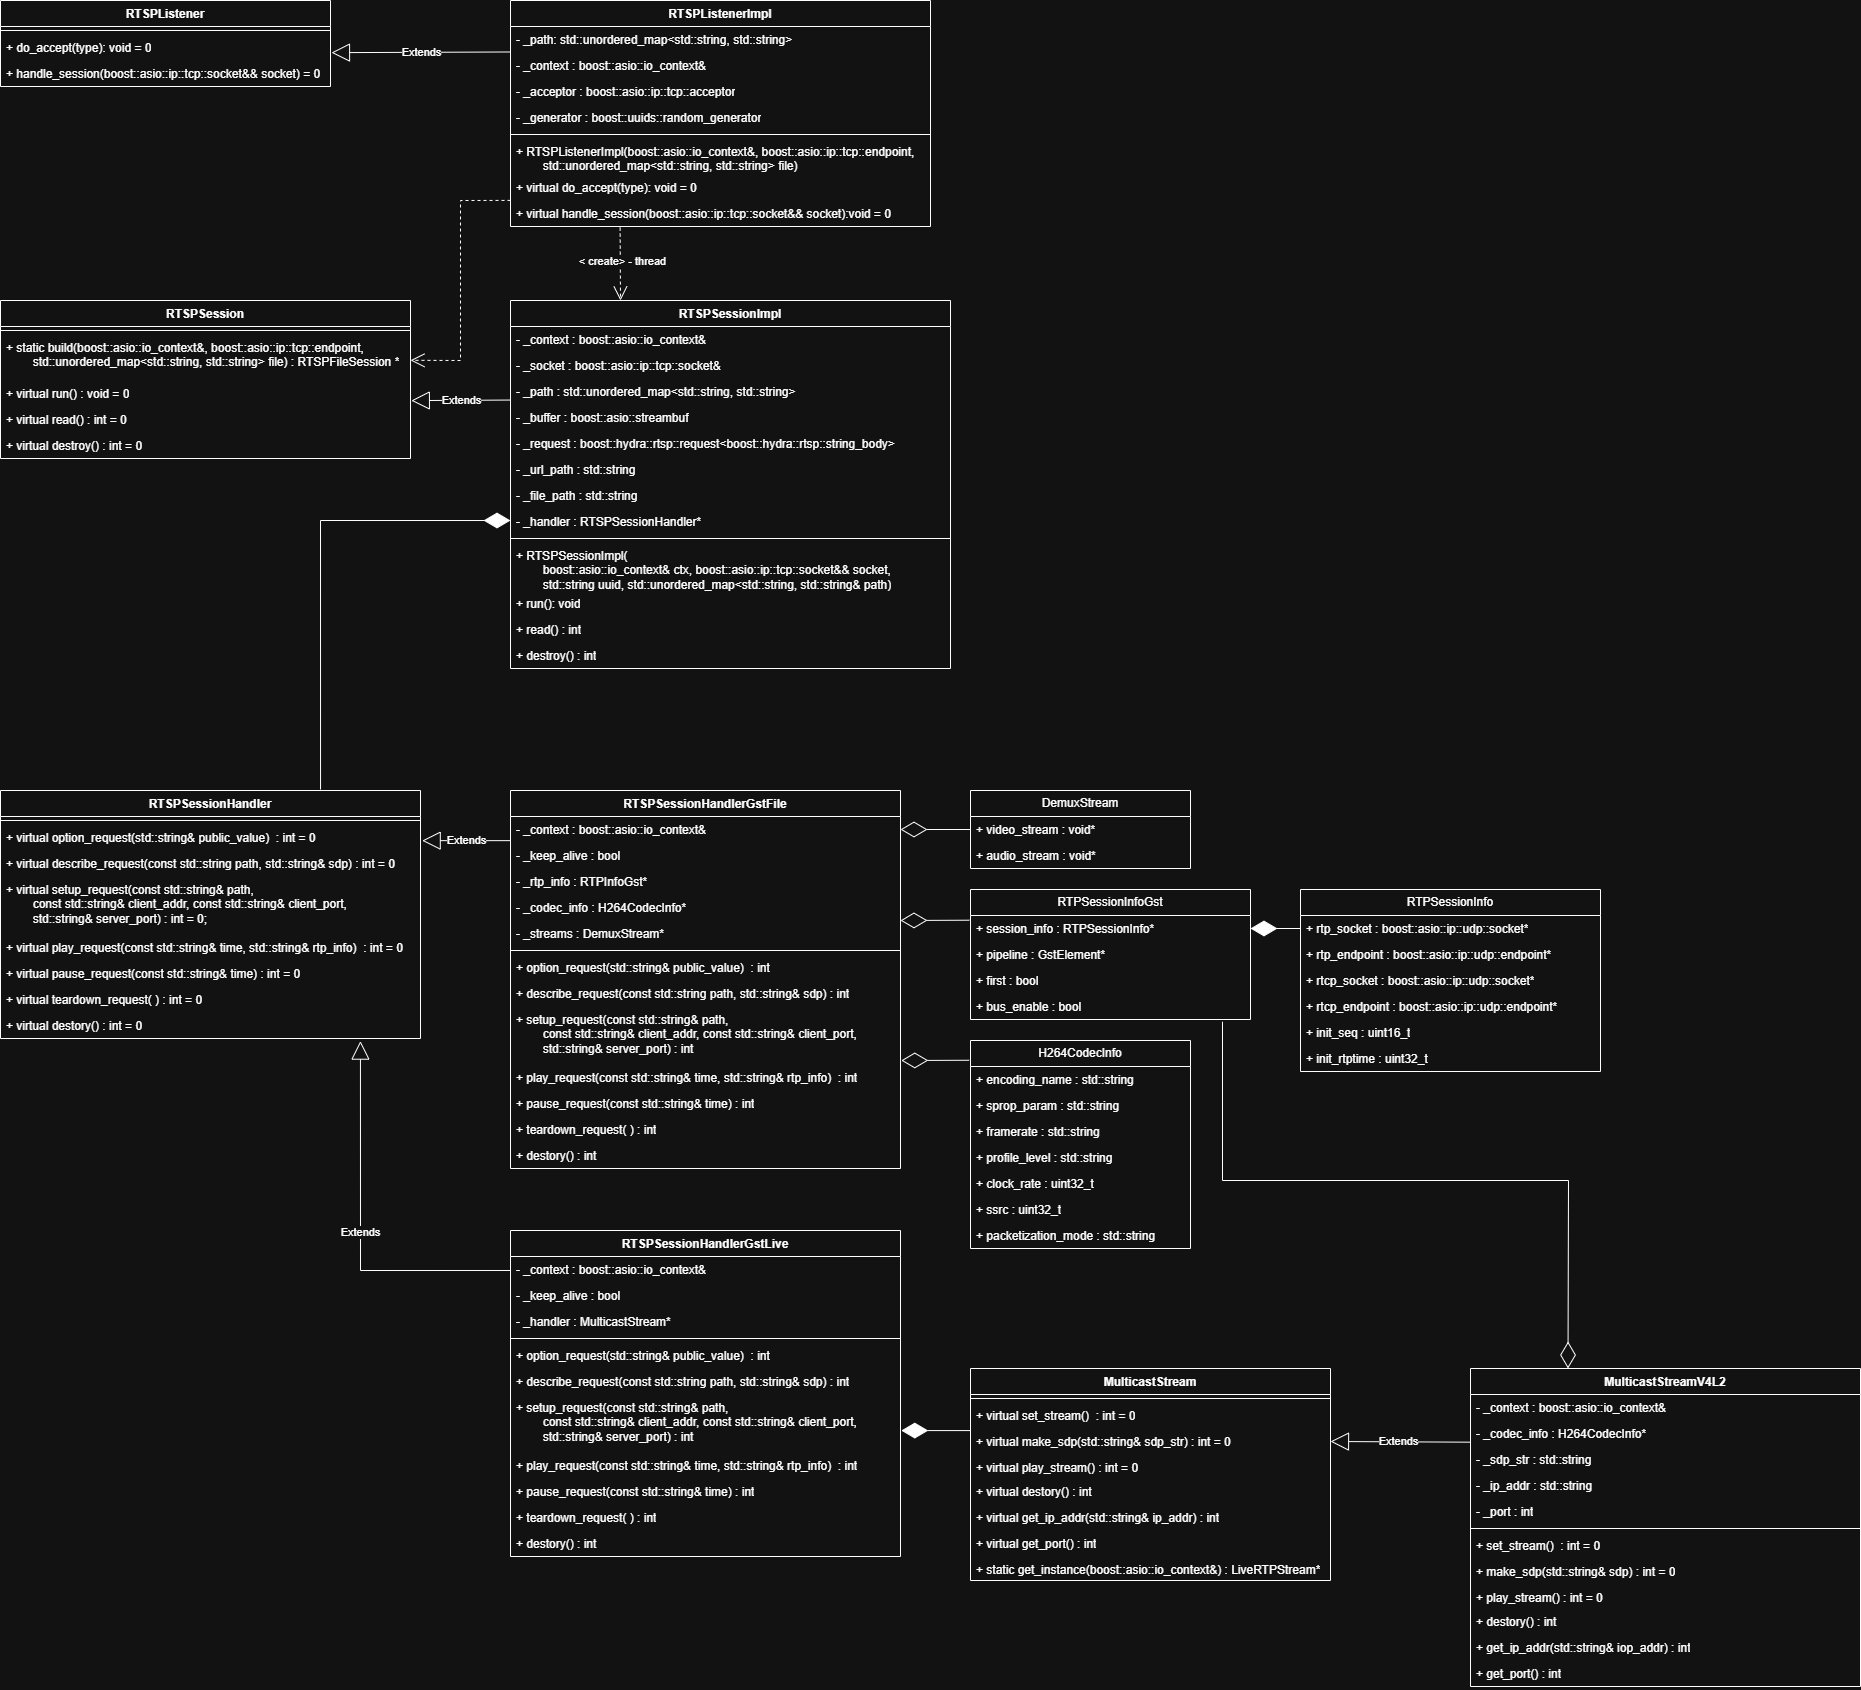 RTSPListener
+ do_accept(type): void = 0
+ handle_session(boost::asio::ip::tcp::socket&& socket) = 0
Extends
RTSPListenerImpl
- _path: std::unordered_map<std::string, std::string>
- _context : boost::asio::io_context&
- _acceptor : boost::asio::ip::tcp::acceptor
- _generator : boost::uuids::random_generator
+ RTSPListenerImpl(boost::asio::io_context&, boost::asio::ip::tcp::endpoint,
std::unordered_map<std::string, std::string> file)
+ virtual do_accept(type): void = 0
+ virtual handle_session(boost::asio::ip::tcp::socket&& socket):void = 0
< create> - thread
RTSPSession
+ static build(boost::asio::io_context&, boost::asio::ip::tcp::endpoint,
std::unordered_map<std::string, std::string> file) : RTSPFileSession *
+ virtual run() : void = 0
+ virtual read() : int = 0
+ virtual destroy() : int = 0
Extends
RTSPSessionImpl
- _context : boost::asio::io_context&
- _socket : boost::asio::ip::tcp::socket&
- _path : std::unordered_map<std::string, std::string>
- _buffer : boost::asio::streambuf
- _request : boost::hydra::rtsp::request<boost::hydra::rtsp::string_body>
- _url_path : std::string
- _file_path : std::string
- _handler : RTSPSessionHandler*
+ RTSPSessionImpl(
boost::asio::io_context& ctx, boost::asio::ip::tcp::socket&& socket,
std::string uuid, std::unordered_map<std::string, std::string& path)
+ run(): void
+ read() : int
+ destroy() : int
RTSPSessionHandler
+ virtual option_request(std::string& public_value)  : int = 0
+ virtual describe_request(const std::string path, std::string& sdp) : int = 0
+ virtual setup_request(const std::string& path,
const std::string& client_addr, const std::string& client_port,
std::string& server_port) : int = 0;
+ virtual play_request(const std::string& time, std::string& rtp_info)  : int = 0
+ virtual pause_request(const std::string& time) : int = 0
+ virtual teardown_request( ) : int = 0
+ virtual destory() : int = 0
Extends
RTSPSessionHandlerGstFile
- _context : boost::asio::io_context&
- _keep_alive : bool
- _rtp_info : RTPInfoGst*
- _codec_info : H264CodecInfo*
- _streams : DemuxStream*
+ option_request(std::string& public_value)  : int
+ describe_request(const std::string path, std::string& sdp) : int
+ setup_request(const std::string& path,
const std::string& client_addr, const std::string& client_port,
std::string& server_port) : int
+ play_request(const std::string& time, std::string& rtp_info)  : int
+ pause_request(const std::string& time) : int
+ teardown_request( ) : int
+ destory() : int
DemuxStream
+ video_stream : void*
+ audio_stream : void*
RTPSessionInfoGst
+ session_info : RTPSessionInfo*
+ pipeline : GstElement*
+ first : bool
+ bus_enable : bool
RTPSessionInfo
+ rtp_socket : boost::asio::ip::udp::socket*
+ rtp_endpoint : boost::asio::ip::udp::endpoint*
+ rtcp_socket : boost::asio::ip::udp::socket*
+ rtcp_endpoint : boost::asio::ip::udp::endpoint*
+ init_seq : uint16_t
+ init_rtptime : uint32_t
H264CodecInfo
+ encoding_name : std::string
+ sprop_param : std::string
+ framerate : std::string
+ profile_level : std::string
+ clock_rate : uint32_t
+ ssrc : uint32_t
+ packetization_mode : std::string
Extends
RTSPSessionHandlerGstLive
- _context : boost::asio::io_context&
- _keep_alive : bool
- _handler : MulticastStream*
+ option_request(std::string& public_value)  : int
+ describe_request(const std::string path, std::string& sdp) : int
+ setup_request(const std::string& path,
const std::string& client_addr, const std::string& client_port,
std::string& server_port) : int
+ play_request(const std::string& time, std::string& rtp_info)  : int
+ pause_request(const std::string& time) : int
+ teardown_request( ) : int
+ destory() : int
MulticastStream
+ virtual set_stream()  : int = 0
+ virtual make_sdp(std::string& sdp_str) : int = 0
+ virtual play_stream() : int = 0
+ virtual destory() : int
+ virtual get_ip_addr(std::string& ip_addr) : int
+ virtual get_port() : int
+ static get_instance(boost::asio::io_context&) : LiveRTPStream*
Extends
MulticastStreamV4L2
- _context : boost::asio::io_context&
- _codec_info : H264CodecInfo*
- _sdp_str : std::string
- _ip_addr : std::string
- _port : int
+ set_stream()  : int = 0
+ make_sdp(std::string& sdp) : int = 0
+ play_stream() : int = 0
+ destory() : int
+ get_ip_addr(std::string& iop_addr) : int
+ get_port() : int